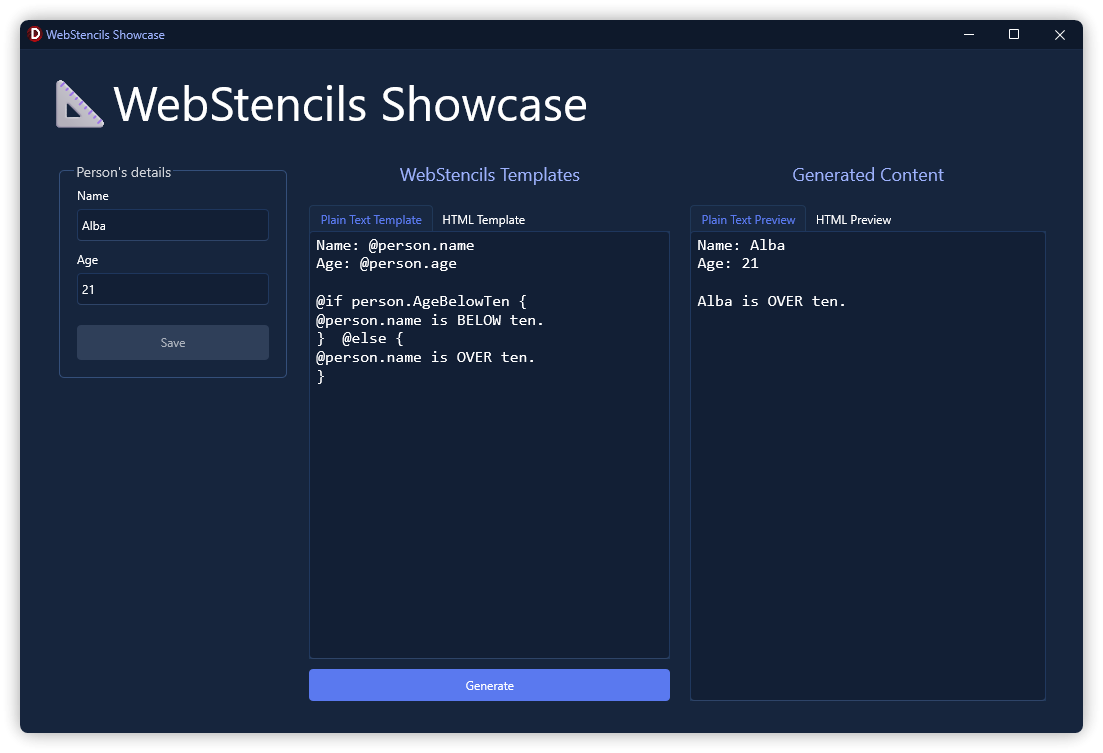 WebStencils Showcase
WebStencils Showcase
Person's details
Name
Alba
Age
21
Save
WebStencils Templates
Plain Text Template HTML Template
Name: @person.name
Age: @person.age
@if person.AgeBelowTen {
@person.name is BELOW ten.
}  @else {
@person.name is OVER ten.
}
Generate
Generated Content
Plain Text Preview HTML Preview
Name: Alba
Age: 21
Alba is OVER ten.